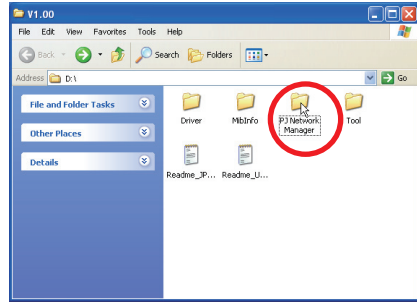 V1.00
File Edit View Favorites Tools Help
Back Search Folders
Address D:\ Go
File and Folder Tasks
Other Places
Details
Driver MibInfo PJ Network Manager Tool
Readme_JP... Readme_U...